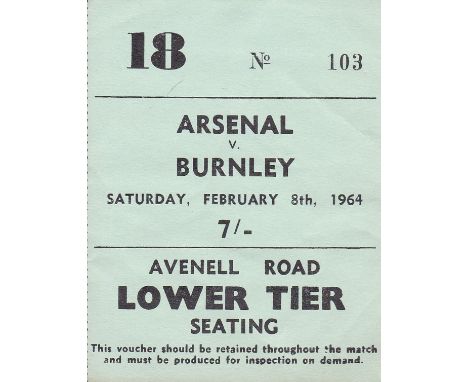 18 No 103
ARSENAL
v.
BURNLEY
SATURDAY, FEBRUARY 8th, 1964
7/-
AVENELL ROAD
LOWER TIER
SEATING
This voucher should be retained throughout the match
and must be produced for inspection on demand.